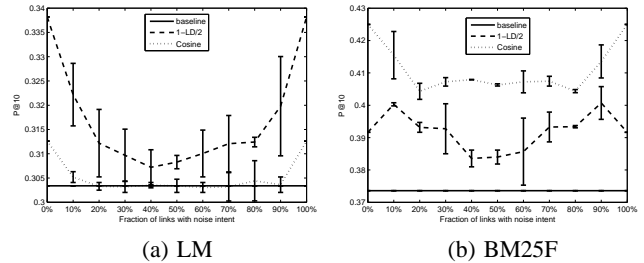 0.34
0.335
0.33
0.325
0.32
0.315
0.31
0.305
0.3
P@10
baseline
1−LD/2
Cosine
0% 10% 20% 30% 40% 50% 60% 70% 80% 90% 100%
Fraction of links with noise intent
(a) LM
0.43
0.42
0.41
0.4
0.39
0.38
0.37
P@10
baseline
1−LD/2
Cosine
0% 10% 20% 30% 40% 50% 60% 70% 80% 90% 100%
Fraction of links with noise intent
(b) BM25F